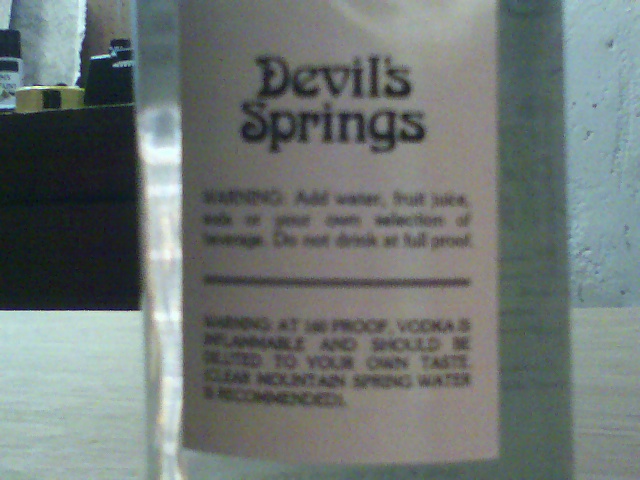 Devil's
Springs
WARNING: Add water, fruit juice,
soda or your own selection of
beverage. Do not drink at full proof.
WARNING: AT 160 PROOF, VODKA IS
INFLAMMABLE AND SHOULD BE
DILUTED TO YOUR OWN TASTE.
(CLEAR MOUNTAIN SPRING WATER
IS RECOMMENDED).